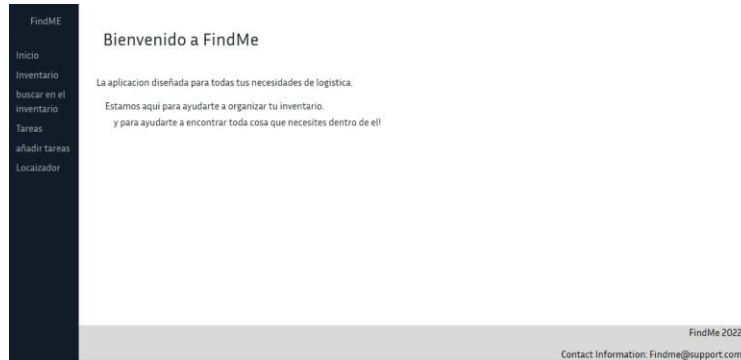 FindME
Inicio
Inventario
buscar en el
inventario
Tareas
añadir tareas
Locaizador
Bienvenido a FindMe
La aplicacion diseñada para todas tus necesidades de logistica.
Estamos aqui para ayudarte a organizar tu inventario.
y para ayudarte a encontrar toda cosa que necesites dentro de el!
FindMe 2022
Contact Information: Findme@support.com